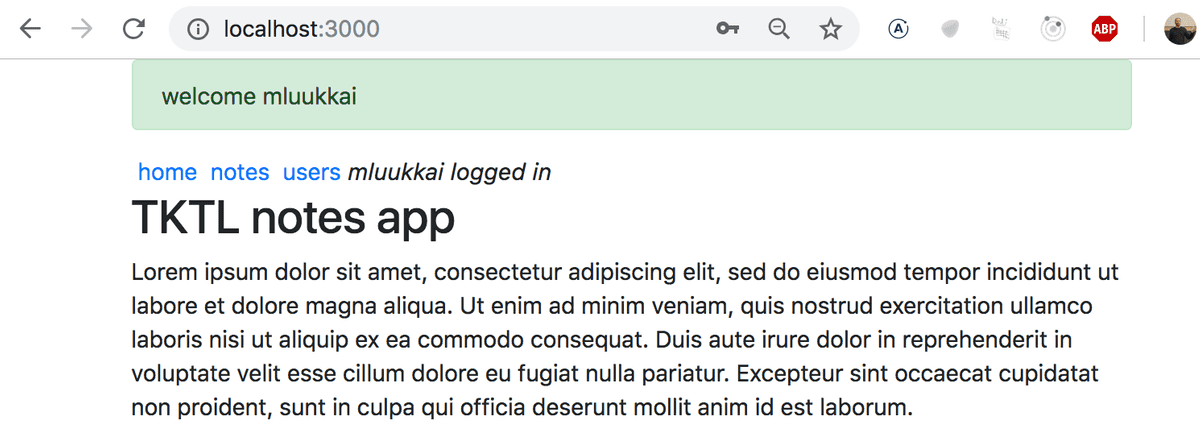 localhost:3000
A
ABP
welcome mluukkai
home notes users mluukkai logged in
TKTL notes app
Lorem ipsum dolor sit amet, consectetur adipiscing elit, sed do eiusmod tempor incididunt ut
labore et dolore magna aliqua. Ut enim ad minim veniam, quis nostrud exercitation ullamco
laboris nisi ut aliquip ex ea commodo consequat. Duis aute irure dolor in reprehenderit in
voluptate velit esse cillum dolore eu fugiat nulla pariatur. Excepteur sint occaecat cupidatat
non proident, sunt in culpa qui officia deserunt mollit anim id est laborum.